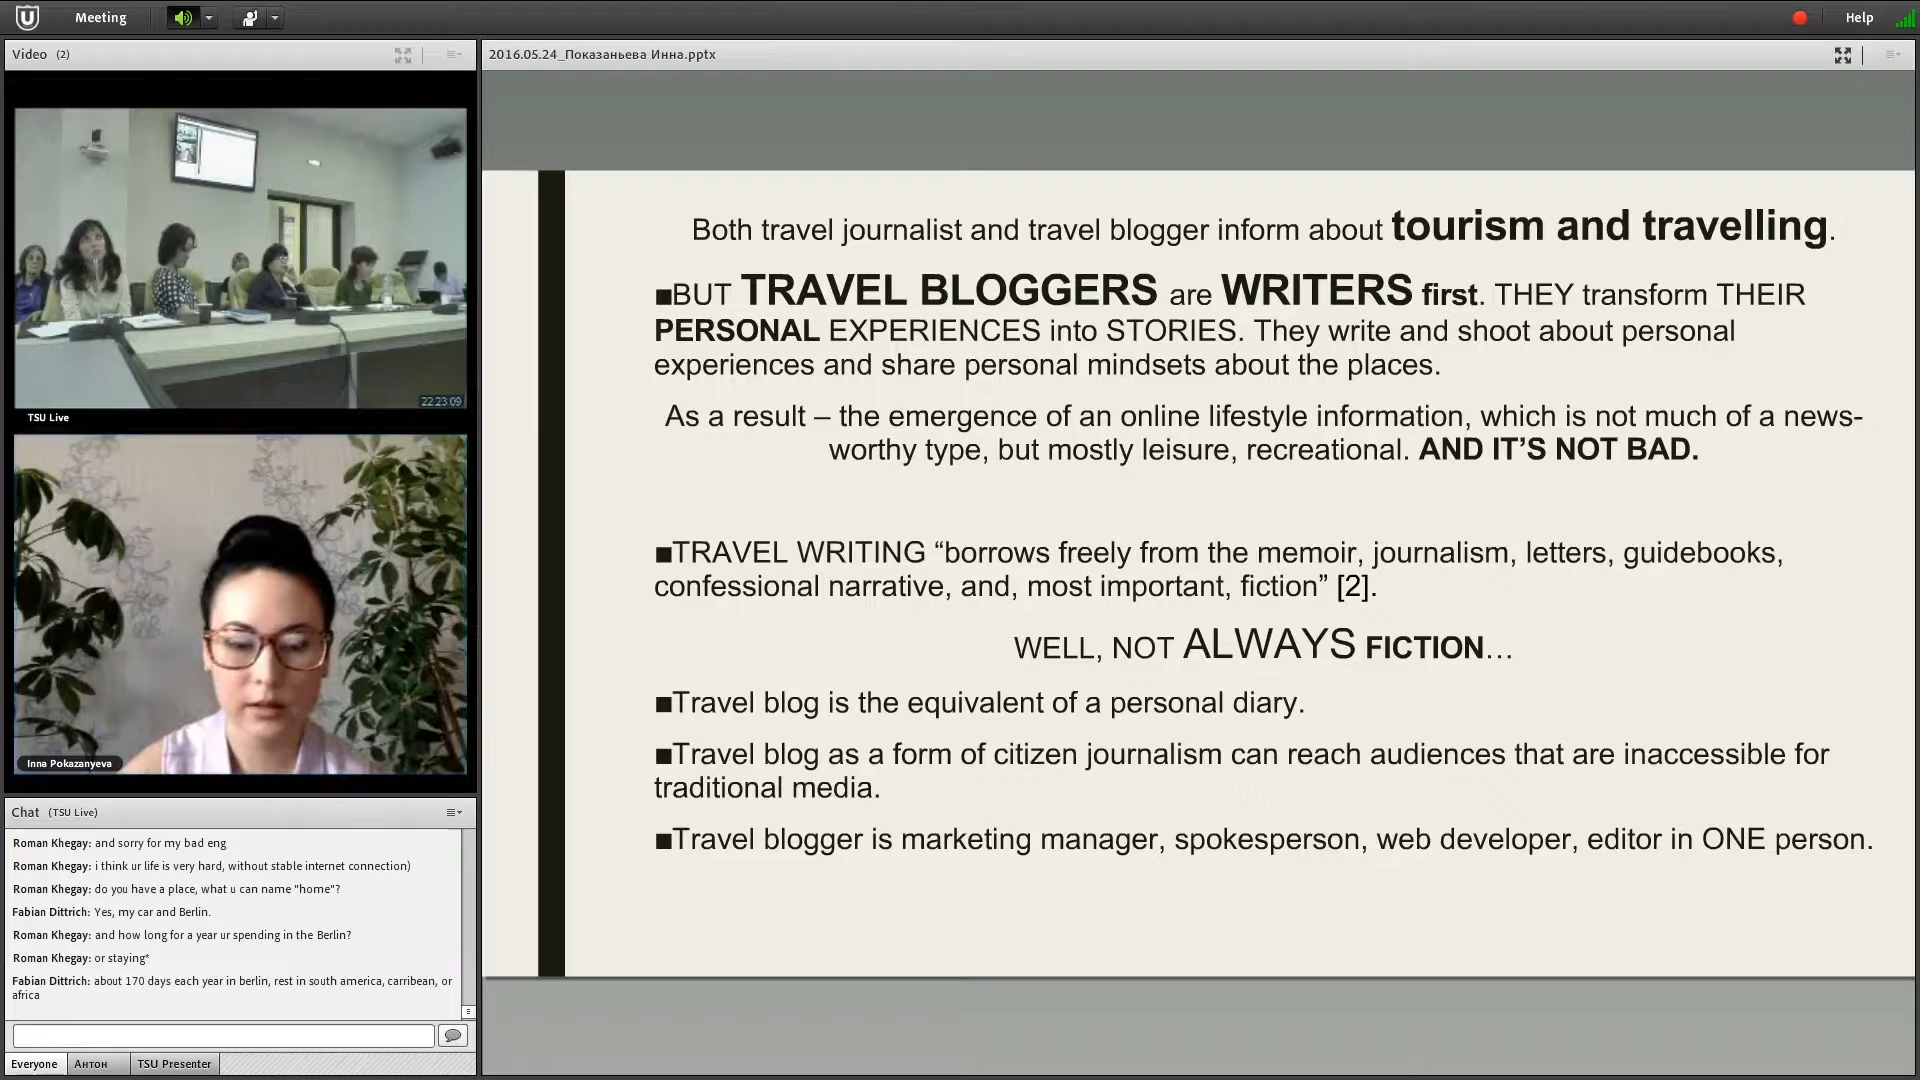 Meeting
Help
Video (2)
22:23:09
TSU Live
Inna Pokazanyeva
Chat (TSU Live)
Roman Khegay: and sorry for my bad eng
Roman Khegay: i think ur life is very hard, without stable internet connection)
Roman Khegay: do you have a place, what u can name "home"?
Fabian Dittrich: Yes, my car and Berlin.
Roman Khegay: and how long for a year ur spending in the Berlin?
Roman Khegay: or staying*
Fabian Dittrich: about 170 days each year in berlin, rest in south america, carribean, or
africa
Everyone
Антон
TSU Presenter
2016.05.24_Показаньева Инна.pptx
Both travel journalist and travel blogger inform about tourism and travelling.
■BUT TRAVEL BLOGGERS are WRITERS first. THEY transform THEIR
PERSONAL EXPERIENCES into STORIES. They write and shoot about personal
experiences and share personal mindsets about the places.
As a result – the emergence of an online lifestyle information, which is not much of a news-
worthy type, but mostly leisure, recreational. AND IT’S NOT BAD.
■TRAVEL WRITING “borrows freely from the memoir, journalism, letters, guidebooks,
confessional narrative, and, most important, fiction” [2].
WELL, NOT ALWAYS FICTION…
■Travel blog is the equivalent of a personal diary.
■Travel blog as a form of citizen journalism can reach audiences that are inaccessible for
traditional media.
■Travel blogger is marketing manager, spokesperson, web developer, editor in ONE person.